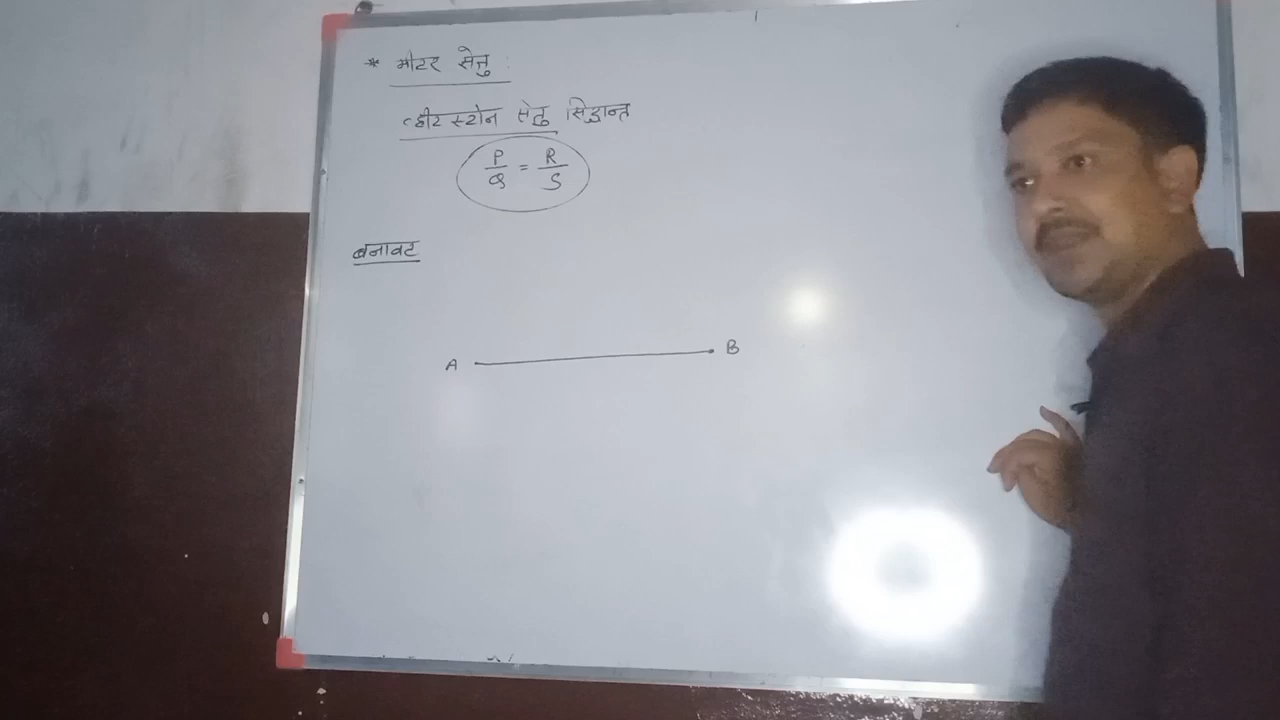 * मीटर सेतु :
व्हीटस्टोन सेतु सिद्धान्त
P/Q = R/S
बनावट
A B